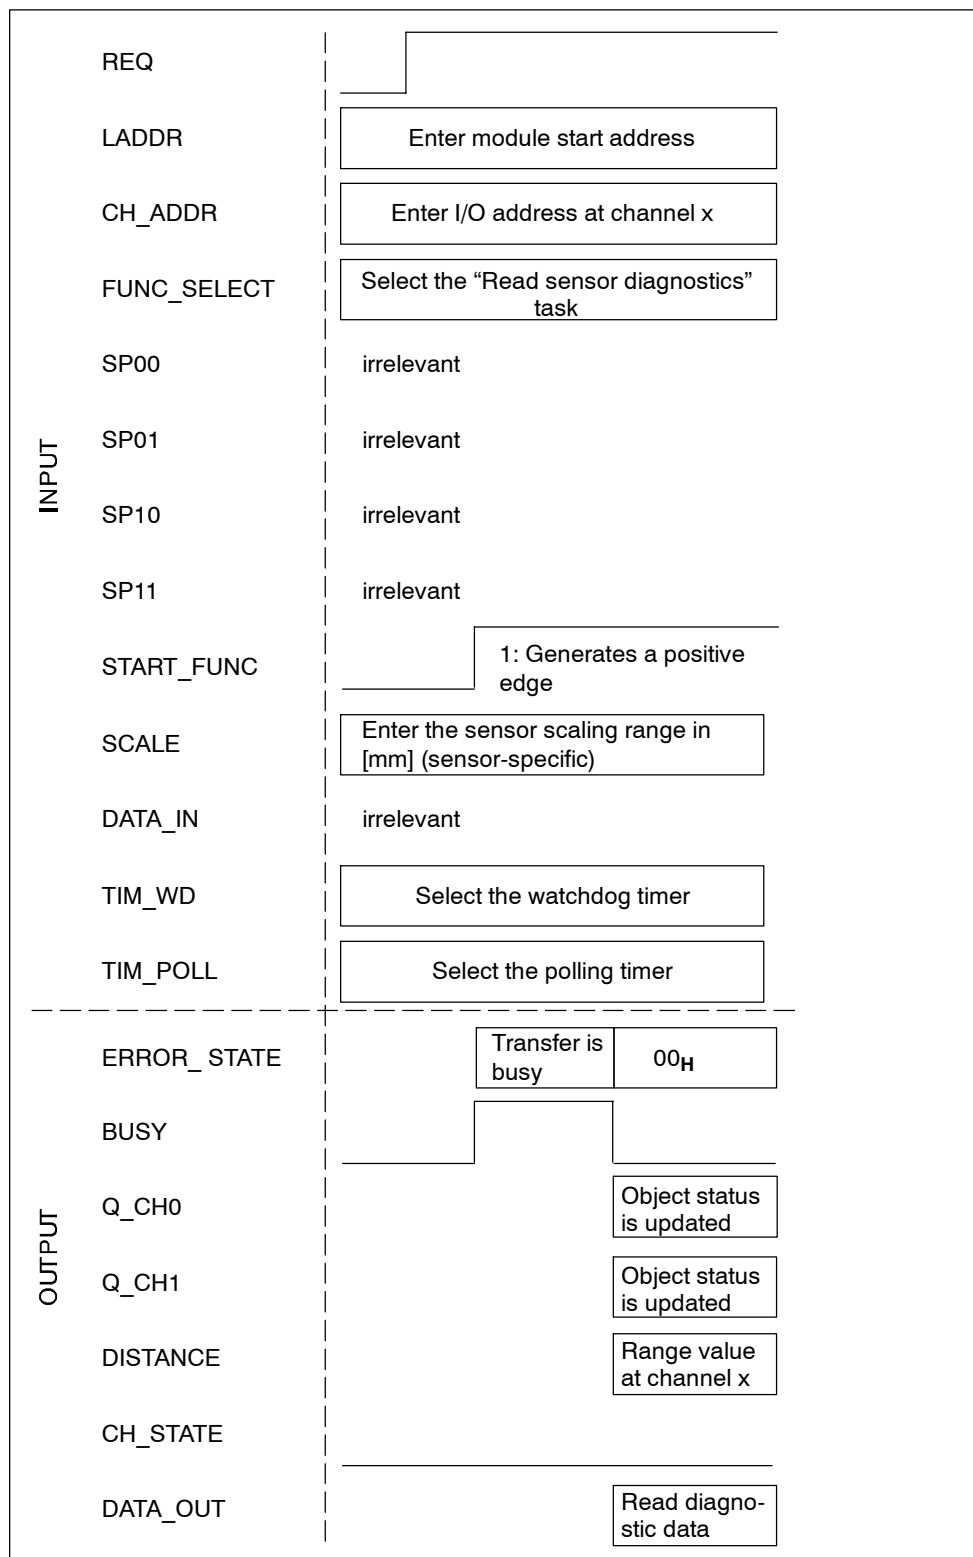 REQ
LADDR
Enter module start address
CH_ADDR
Enter I/O address at channel x
FUNC_SELECT
Select the “Read sensor diagnostics”
task
SP00
irrelevant
SP01
irrelevant
INPUT
SP10
irrelevant
SP11
irrelevant
START_FUNC
1: Generates a positive
edge
SCALE
Enter the sensor scaling range in
[mm] (sensor-specific)
DATA_IN
irrelevant
TIM_WD
Select the watchdog timer
TIM_POLL
Select the polling timer
ERROR_ STATE
Transfer is
busy
00H
BUSY
Q_CH0
Object status
is updated
OUTPUT
Q_CH1
Object status
is updated
DISTANCE
Range value
at channel x
CH_STATE
DATA_OUT
Read diagno-
stic data